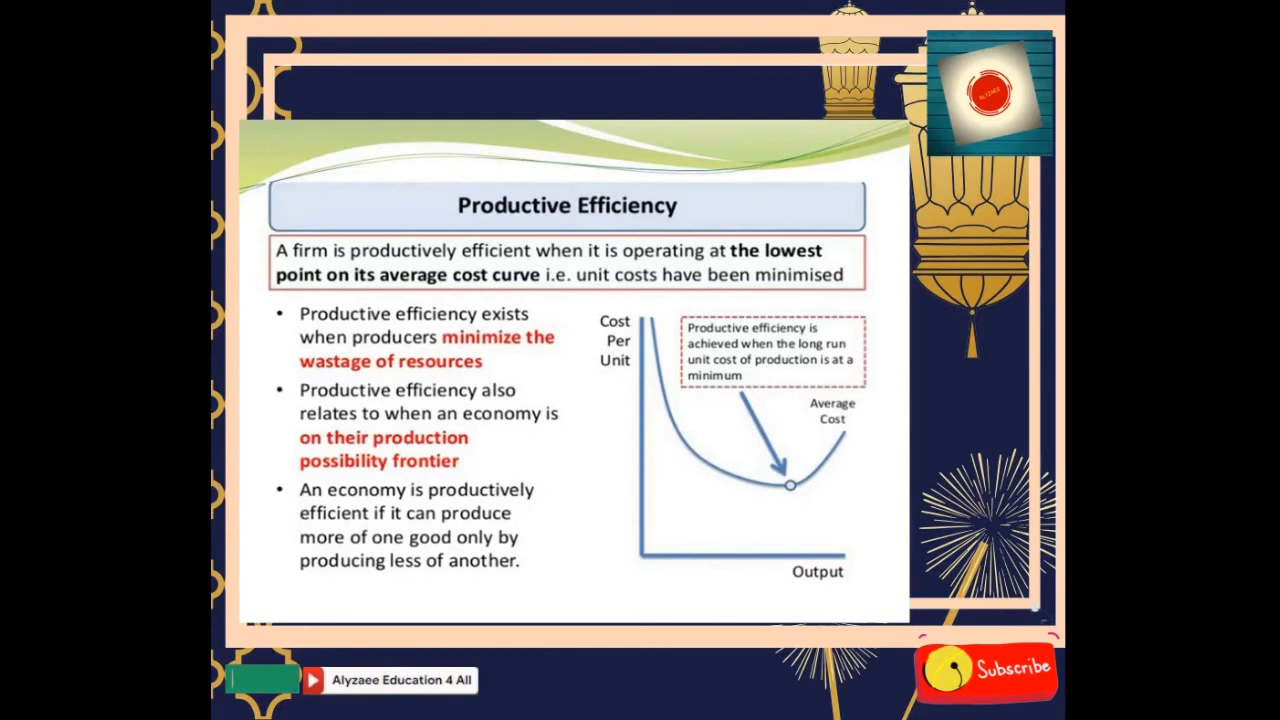 Productive Efficiency
A firm is productively efficient when it is operating at the lowest
point on its average cost curve i.e. unit costs have been minimised
• Productive efficiency exists
when producers minimize the
wastage of resources
• Productive efficiency also
relates to when an economy is
on their production
possibility frontier
• An economy is productively
efficient if it can produce
more of one good only by
producing less of another.
Cost
Per
Unit
Productive efficiency is
achieved when the long run
unit cost of production is at a
minimum
Average
Cost
Output
Alyzaee Education 4 All
Subscribe